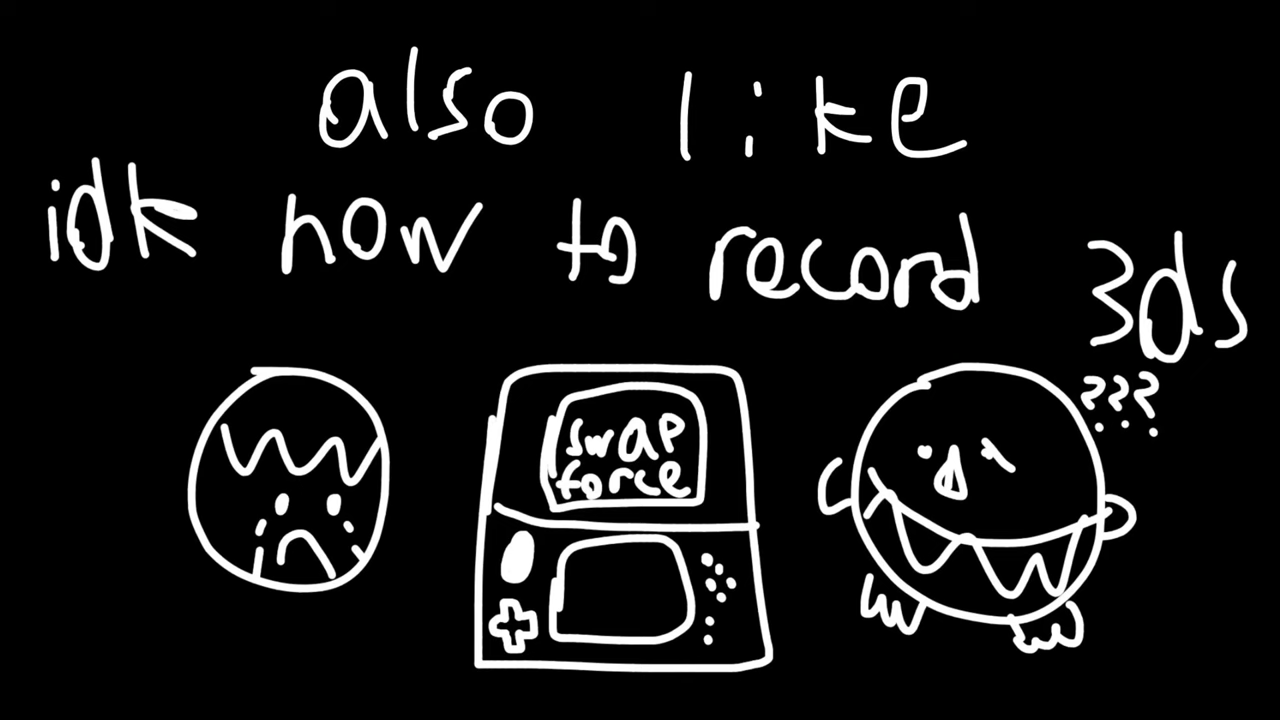 also like
idk how to record 3ds
???
swap
force